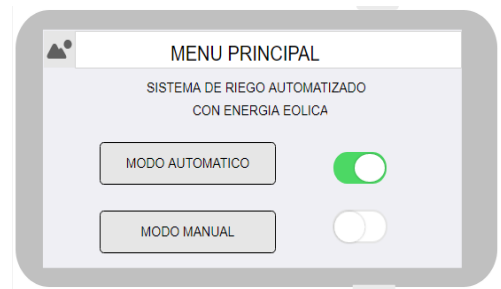 MENU PRINCIPAL
SISTEMA DE RIEGO AUTOMATIZADO
CON ENERGIA EOLICA
MODO AUTOMATICO
MODO MANUAL